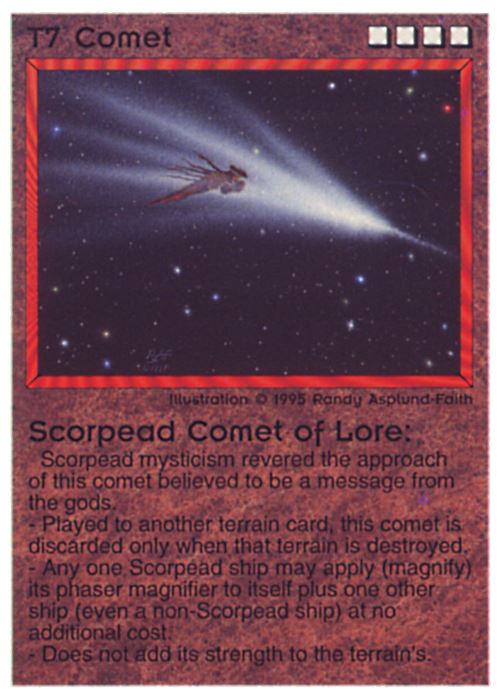 T7 Comet
Illustration © 1995 Randy Asplund-Faith
Scorpead Comet of Lore:
Scorpead mysticism revered the approach
of this comet believed to be a message from
the gods.
- Played to another terrain card, this comet is
discarded only when that terrain is destroyed.
- Any one Scorpead ship may apply (magnify)
its phaser magnifier to itself plus one other
ship (even a non-Scorpead ship) at no
additional cost.
- Does not add its strength to the terrain's.